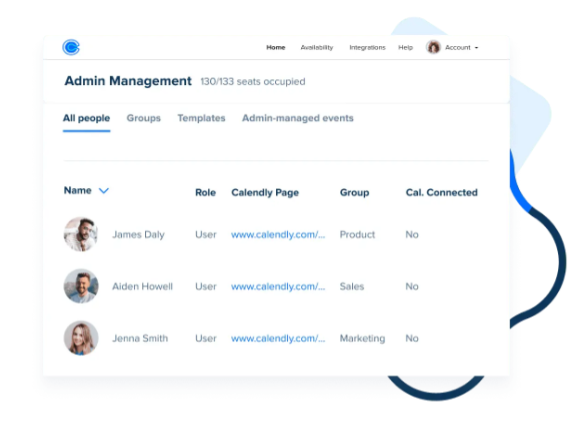 Home Availability Integrations Help Account
Admin Management 130/133 seats occupied
All people Groups Templates Admin-managed events
Name Role Calendly Page Group Cal. Connected
James Daly User www.calendly.com/... Product No
Aiden Howell User www.calendly.com/... Sales No
Jenna Smith User www.calendly.com/... Marketing No